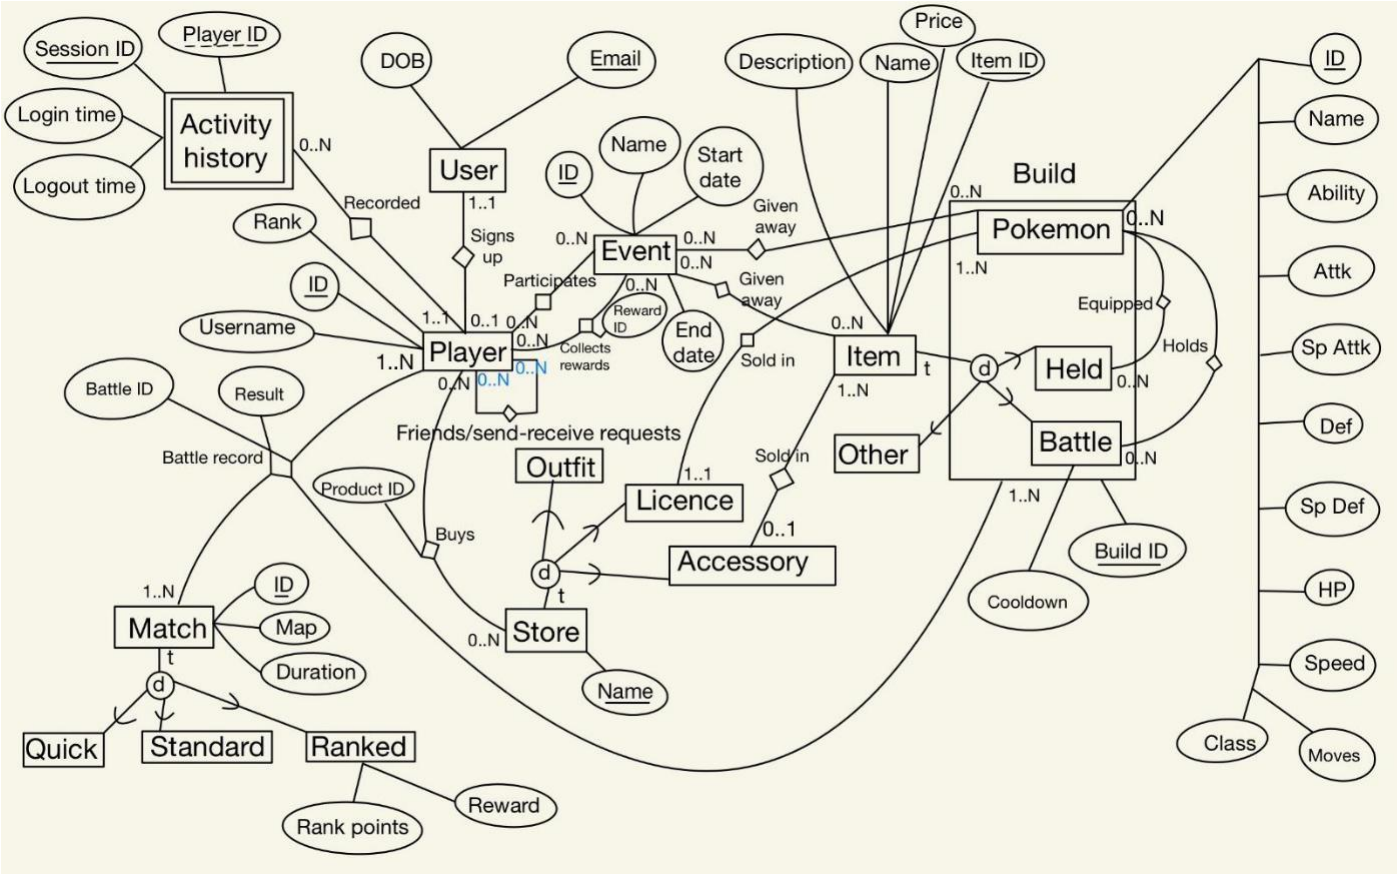 Session ID
Player ID
Login time
Logout time
Activity
history
0..N
Recorded
DOB
Email
User
1..1
Signs
up
Rank
ID
Username
1..1
0..1
0..N
Player
1..N
0..N
0..N
0..N
0..N
Friends/send-receive requests
ID
Name
Start
date
0..N
Event
0..N
0..N
0..N
Participates
Collects
rewards
Reward
ID
End
date
Given
away
Given
away
Description
Name
Price
Item ID
0..N
Item
1..N
t
d
Build
0..N
Pokemon
0..N
1..N
Equipped
Held
0..N
Holds
Battle
0..N
Other
1..N
Build ID
Cooldown
Sold in
Sold in
Battle ID
Result
Battle record
Product ID
Buys
Outfit
1..1
Licence
0..1
Accessory
d
t
Store
0..N
Name
1..N
Match
ID
Map
Duration
t
d
Quick
Standard
Ranked
Rank points
Reward
ID
Name
Ability
Attk
Sp Attk
Def
Sp Def
HP
Speed
Class
Moves